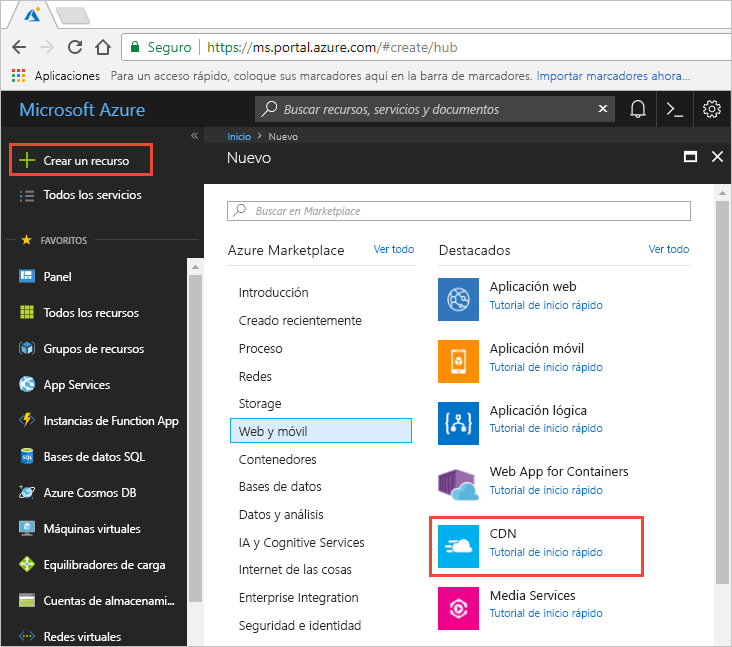 Seguro
https://ms.portal.azure.com/#create/hub
Aplicaciones
Para un acceso rápido, coloque sus marcadores aquí en la barra de marcadores. Importar marcadores ahora...
Microsoft Azure
Buscar recursos, servicios y documentos
Crear un recurso
Todos los servicios
FAVORITOS
Panel
Todos los recursos
Grupos de recursos
App Services
Instancias de Function App
Bases de datos SQL
Azure Cosmos DB
Máquinas virtuales
Equilibradores de carga
Cuentas de almacenami...
Redes virtuales
Inicio > Nuevo
Nuevo
Buscar en Marketplace
Azure Marketplace
Ver todo
Introducción
Creado recientemente
Proceso
Redes
Storage
Web y móvil
Contenedores
Bases de datos
Datos y análisis
IA y Cognitive Services
Internet de las cosas
Enterprise Integration
Seguridad e identidad
Destacados
Ver todo
Aplicación web
Tutorial de inicio rápido
Aplicación móvil
Tutorial de inicio rápido
Aplicación lógica
Tutorial de inicio rápido
Web App for Containers
Tutorial de inicio rápido
CDN
Tutorial de inicio rápido
Media Services
Tutorial de inicio rápido